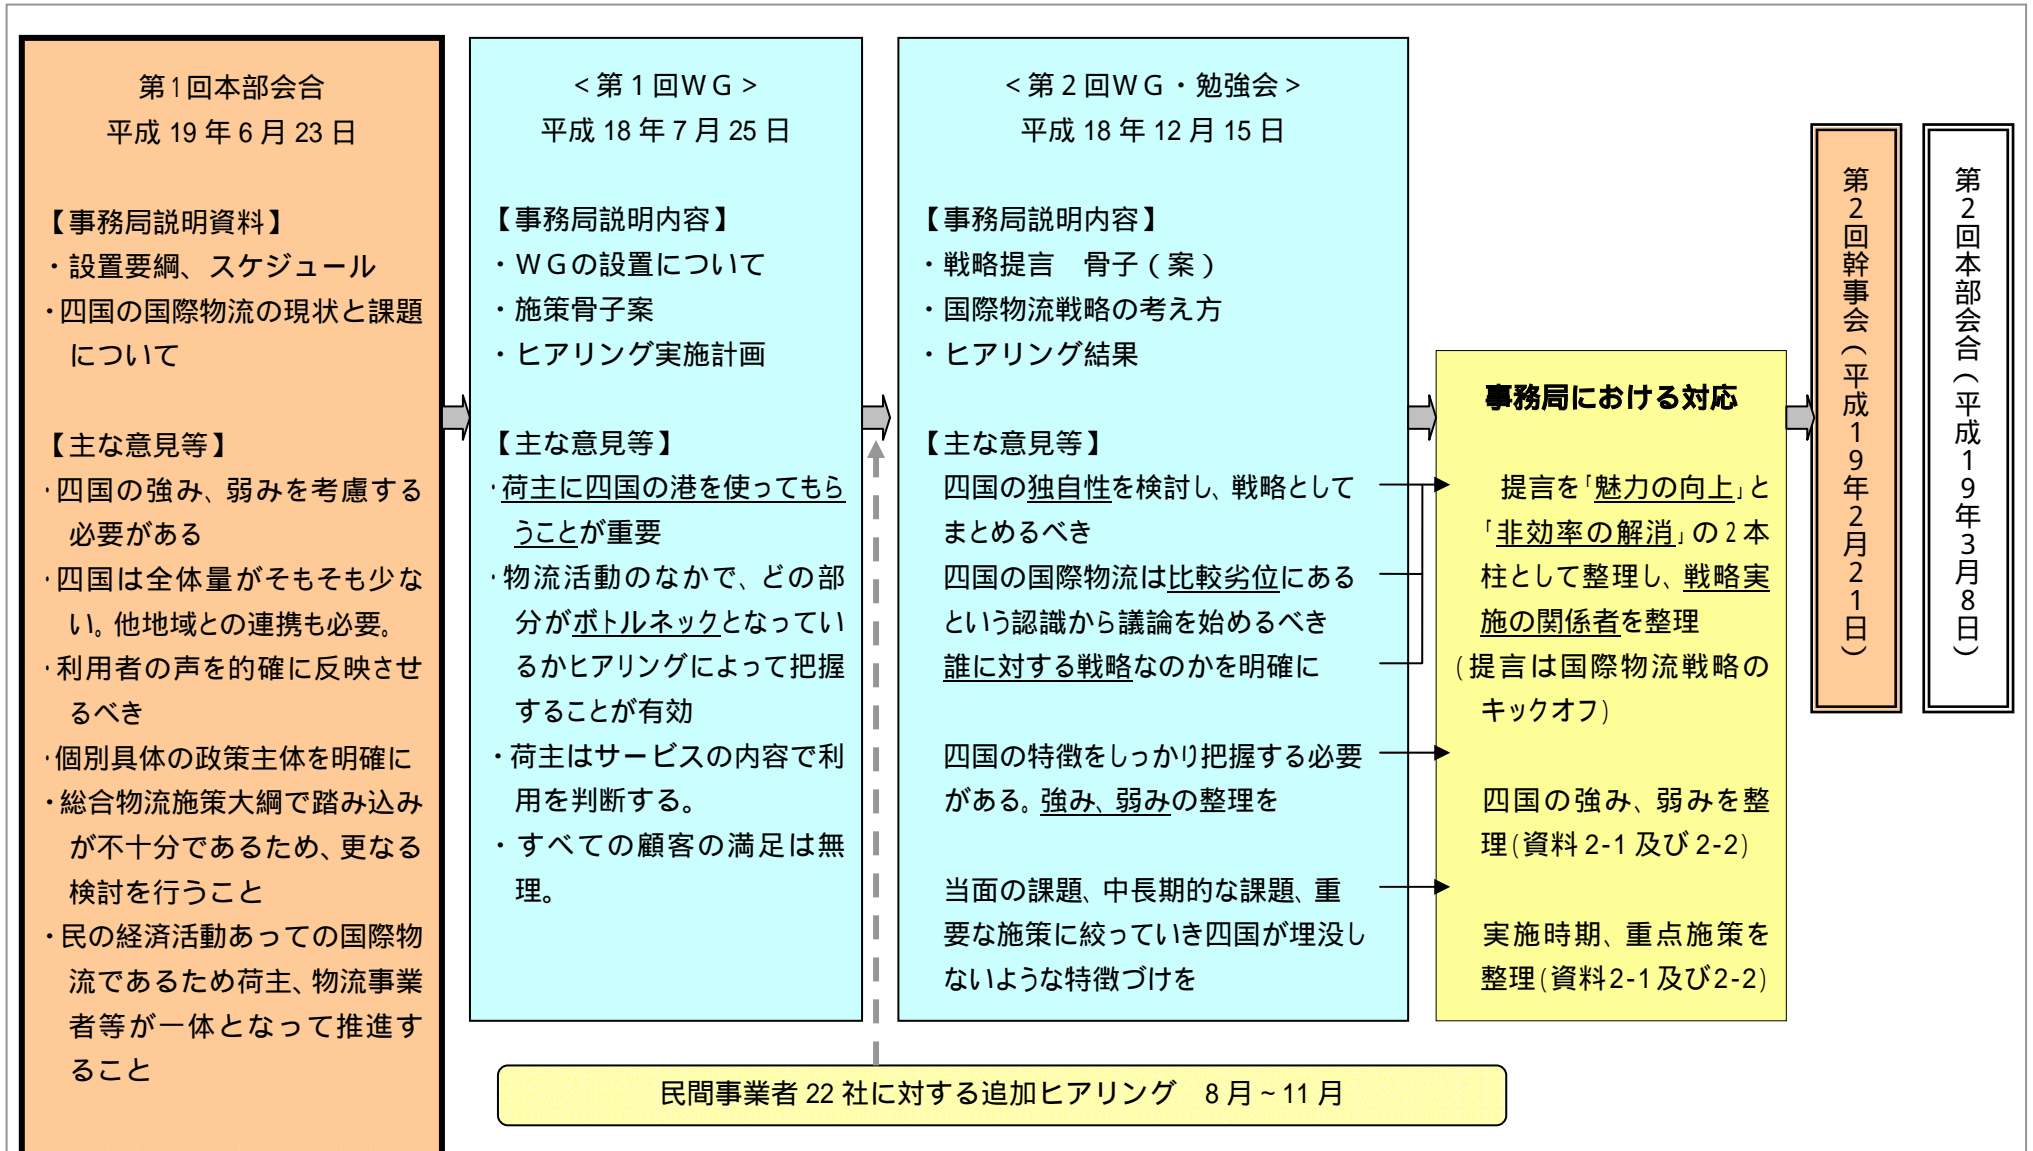 第1回本部会合
平成 19 年 6 月 23 日
【事務局説明資料】
・設置要綱、スケジュール
・四国の国際物流の現状と課題
について
【主な意見等】
・四国の強み、弱みを考慮する
必要がある
・四国は全体量がそもそも少な
い。他地域との連携も必要。
・利用者の声を的確に反映させ
るべき
・個別具体の政策主体を明確に
・総合物流施策大綱で踏み込み
が不十分であるため、更なる
検討を行うこと
・民の経済活動あっての国際物
流であるため荷主、物流事業
者等が一体となって推進す
ること
＜第１回ＷＧ＞
平成 18 年 7 月 25 日
【事務局説明内容】
・ＷＧの設置について
・施策骨子案
・ヒアリング実施計画
【主な意見等】
・荷主に四国の港を使ってもら
うことが重要
・物流活動のなかで、どの部
分がボトルネックとなってい
るかヒアリングによって把握
することが有効
・荷主はサービスの内容で利
用を判断する。
・すべての顧客の満足は無
理。
＜第２回ＷＧ・勉強会＞
平成 18 年 12 月 15 日
【事務局説明内容】
・戦略提言　骨子（案）
・国際物流戦略の考え方
・ヒアリング結果
【主な意見等】
四国の独自性を検討し、戦略として
まとめるべき
四国の国際物流は比較劣位にある
という認識から議論を始めるべき
誰に対する戦略なのかを明確に
四国の特徴をしっかり把握する必要
がある。強み、弱みの整理を
当面の課題、中長期的な課題、重
要な施策に絞っていき四国が埋没し
ないような特徴づけを
事務局における対応
提言を「魅力の向上」と
「非効率の解消」の２本
柱として整理し、戦略実
施の関係者を整理
(提言は国際物流戦略の
キックオフ)
四国の強み、弱みを整
理(資料 2-1 及び 2-2)
実施時期、重点施策を
整理(資料2-1及び2-2)
第２回幹事会（平成１９年２月２１日）
第２回本部会合（平成１９年３月８日）
民間事業者 22 社に対する追加ヒアリング　8 月 ~ 11 月